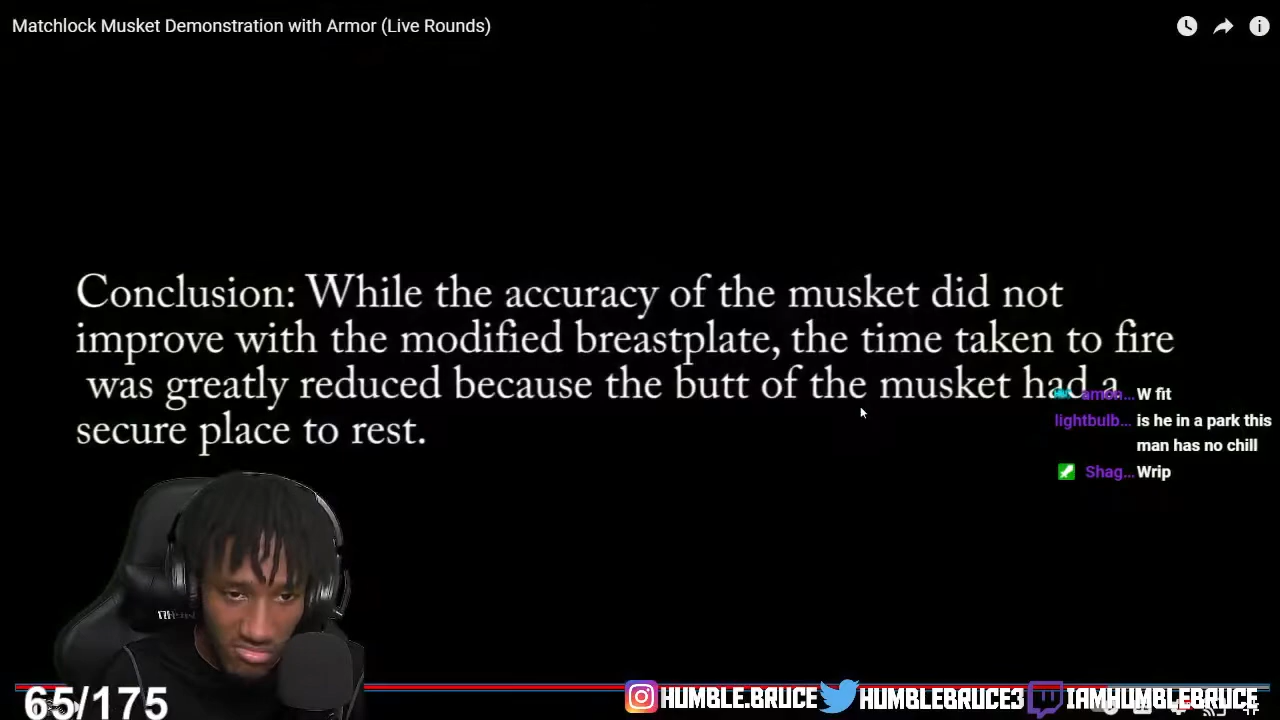 Matchlock Musket Demonstration with Armor (Live Rounds)
Conclusion: While the accuracy of the musket did not
improve with the modified breastplate, the time taken to fire
was greatly reduced because the butt of the musket had a
secure place to rest.
amon... W fit
lightbulb... is he in a park this
man has no chill
Shag... Wrip
65/175
HUMBLE.BRUCE HUMBLEBRUCE3 IAMHUMBLEBRUCE